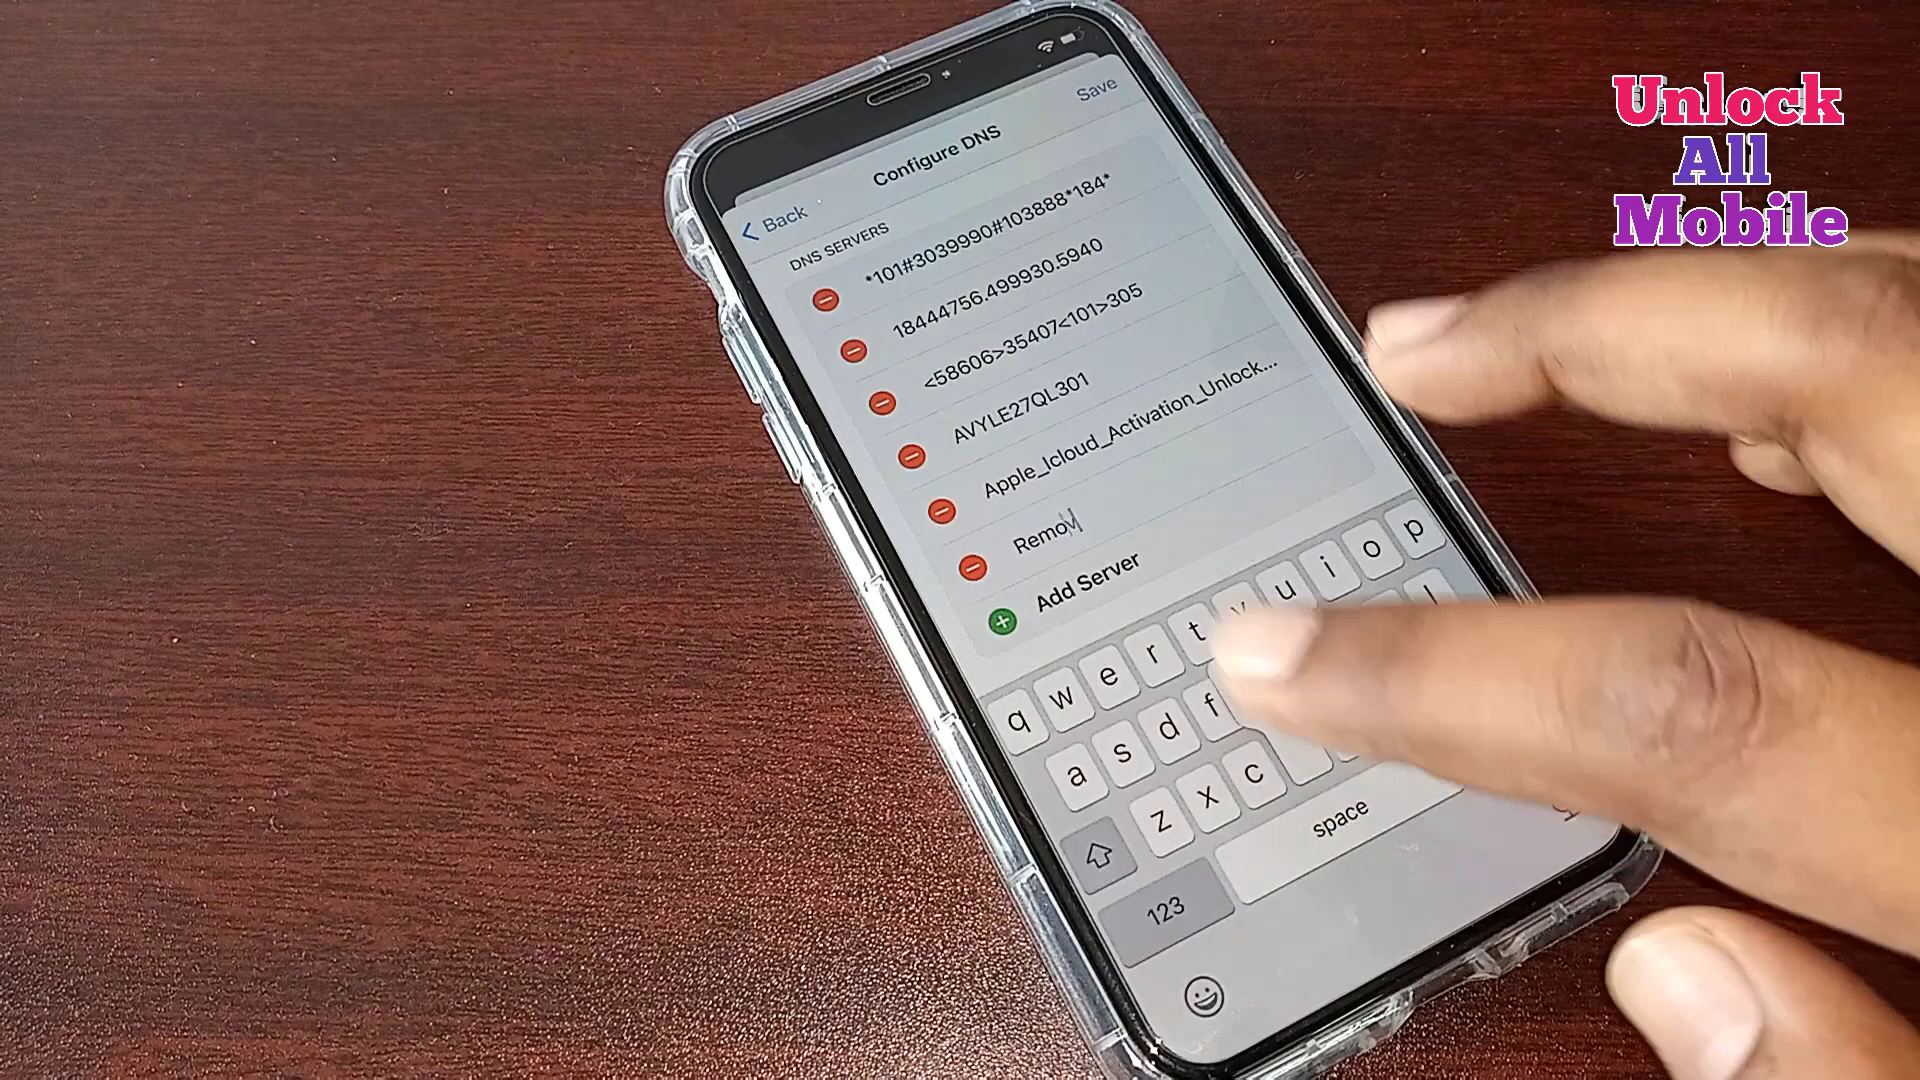 Unlock
All
Mobile
Save
Configure DNS
Back
DNS SERVERS
*101#3039990#103888*184*
18444756.499930.5940
<58606>35407<101>305
AVYLE27QL301
Apple_Icloud_Activation_Unlock...
Remov
Add Server
q w e r t y u i o p
a s d f
z x c
123
space